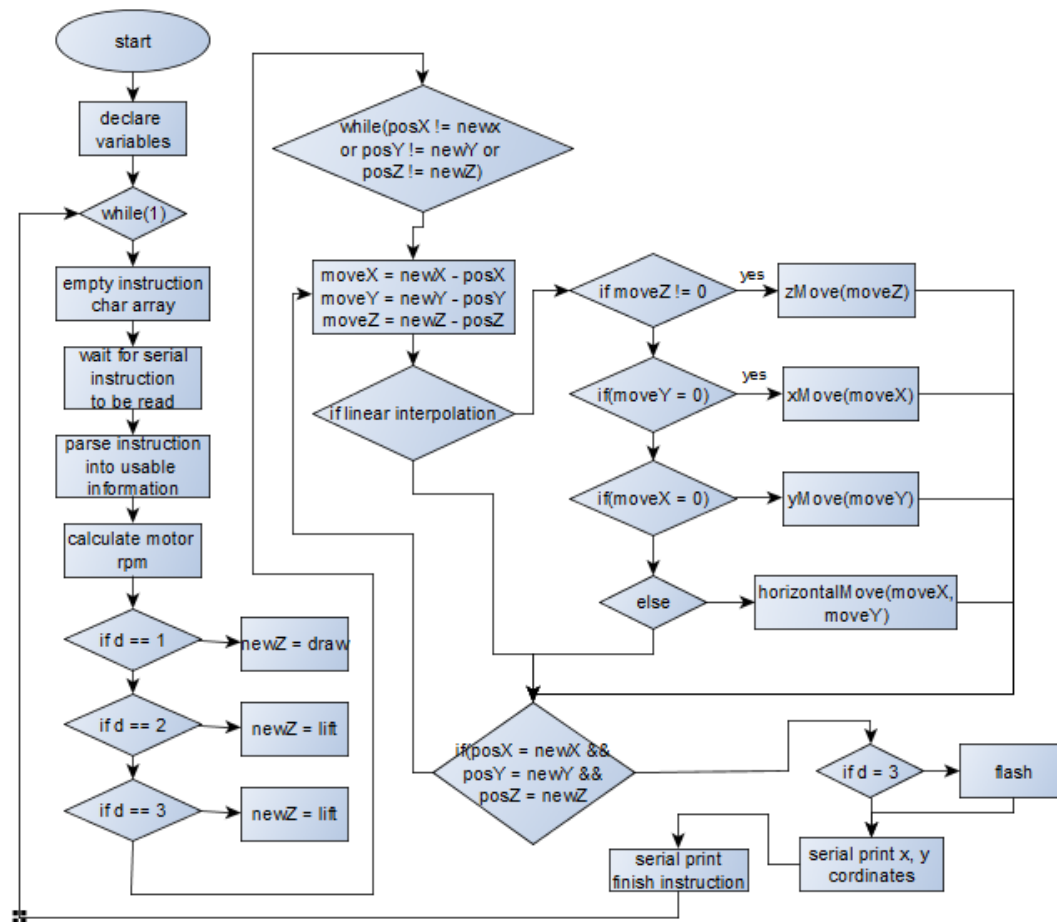 start
declare
variables
while(1)
empty instruction
char array
wait for serial
instruction
to be read
parse instruction
into usable
information
calculate motor
rpm
if d == 1
newZ = draw
if d == 2
newZ = lift
if d == 3
newZ = lift
while(posX != newx
or posY != newY or
posZ != newZ)
moveX = newX - posX
moveY = newY - posY
moveZ = newZ - posZ
if linear interpolation
if moveZ != 0
yes
zMove(moveZ)
if(moveY = 0)
yes
xMove(moveX)
if(moveX = 0)
yMove(moveY)
else
horizontalMove(moveX,
moveY)
if(posX = newX &&
posY = newY &&
posZ = newZ
if d = 3
flash
serial print x, y
cordinates
serial print
finish instruction